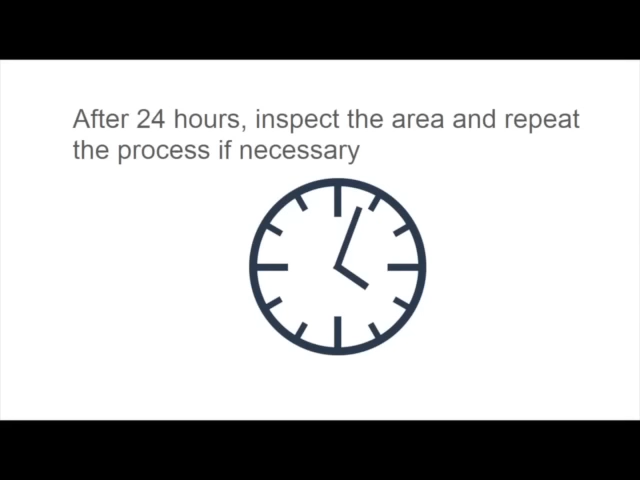 After 24 hours, inspect the area and repeat
the process if necessary